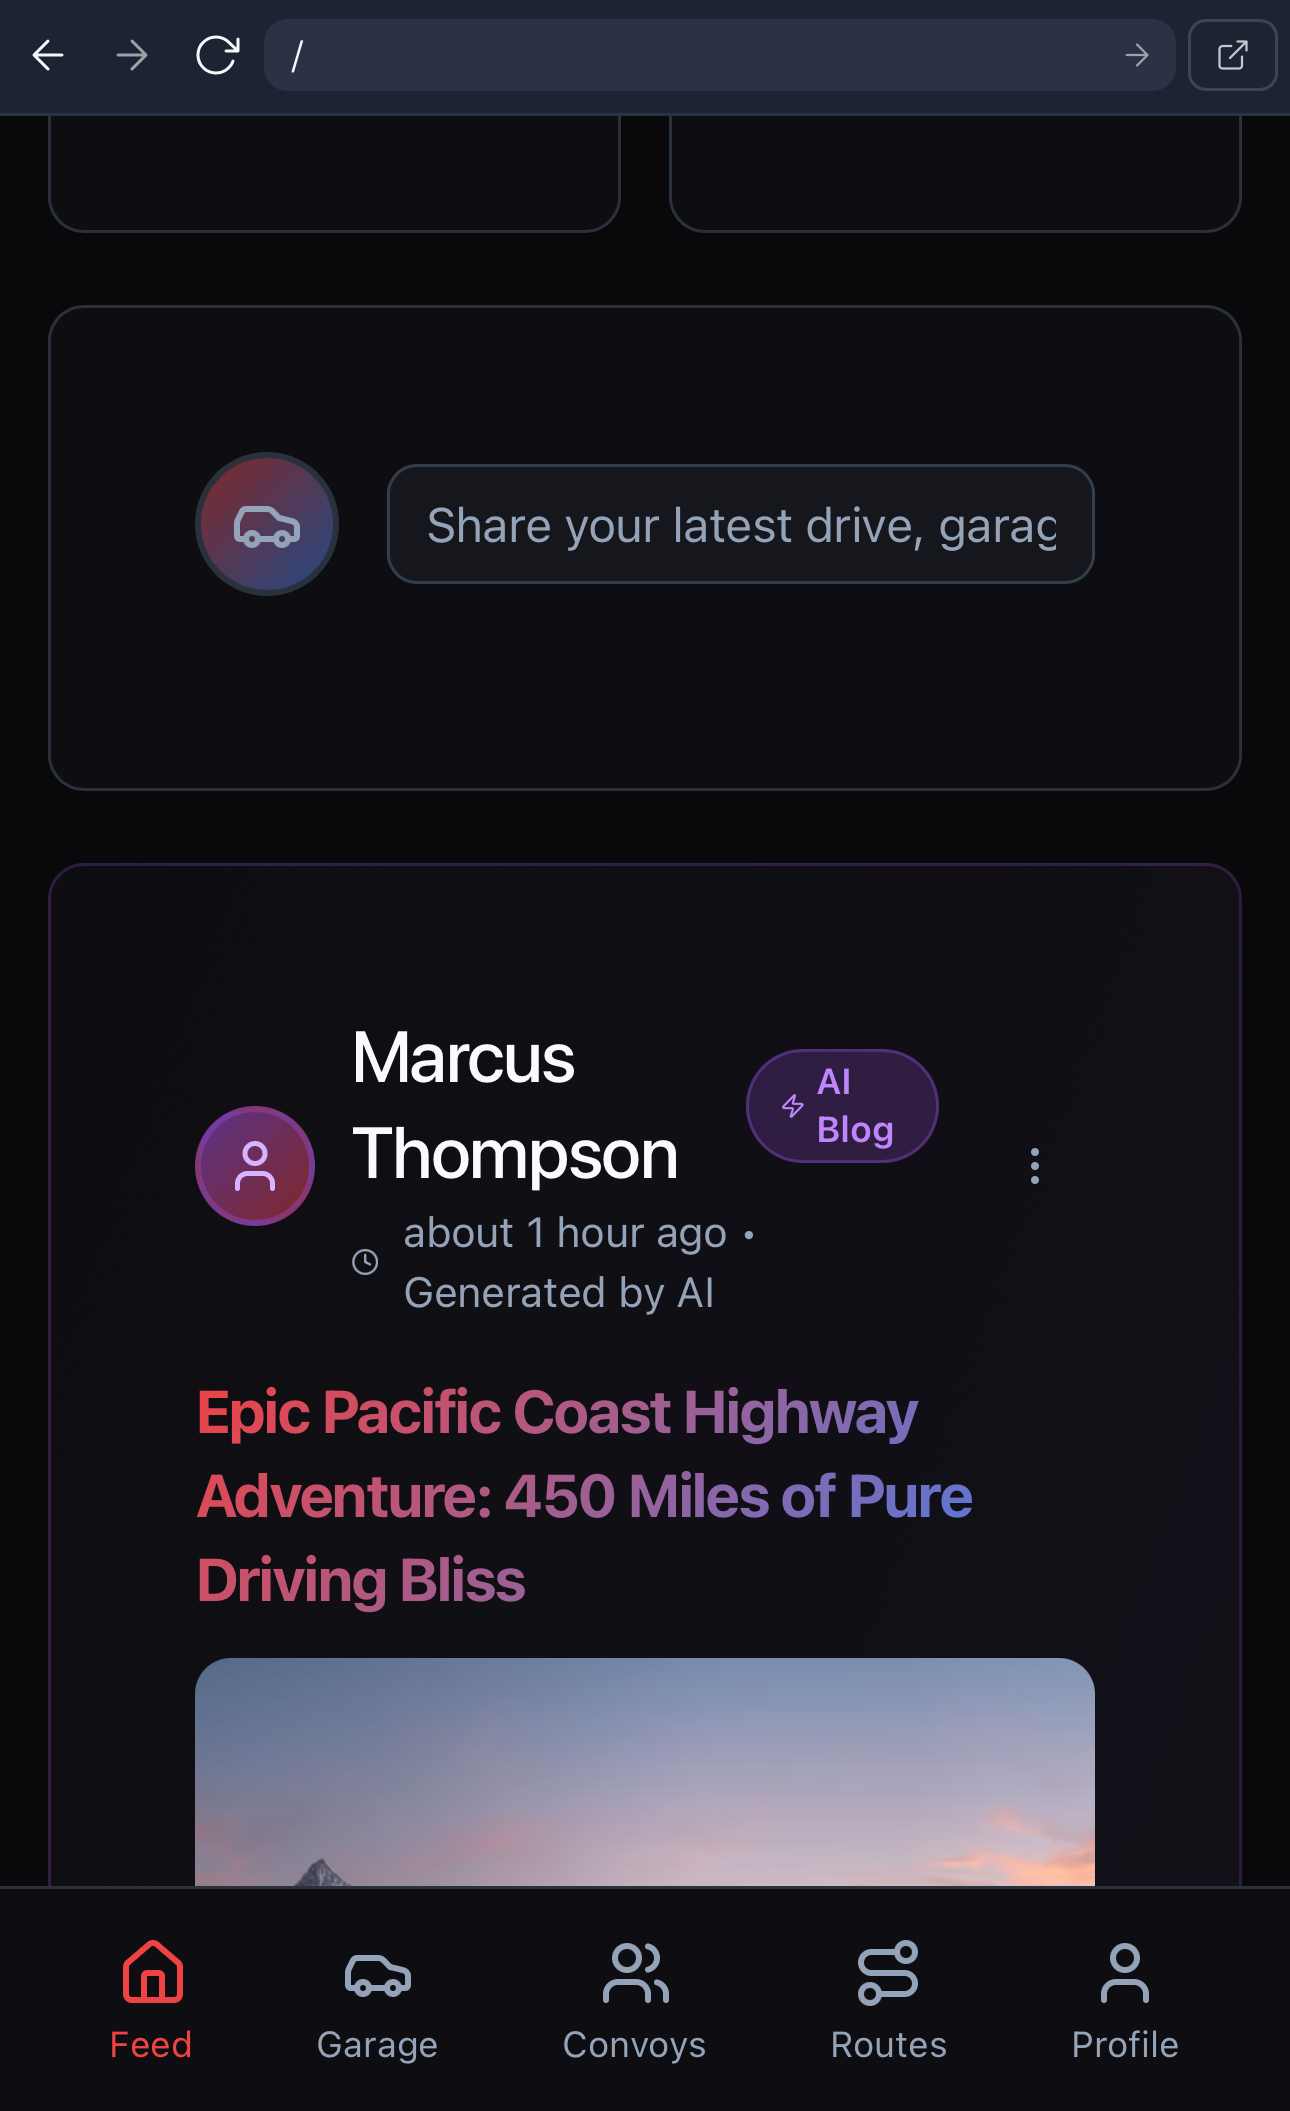 /
Share your latest drive, garag
Marcus
Thompson
AI
Blog
about 1 hour ago •
Generated by AI
Epic Pacific Coast Highway
Adventure: 450 Miles of Pure
Driving Bliss
Feed
Garage
Convoys
Routes
Profile